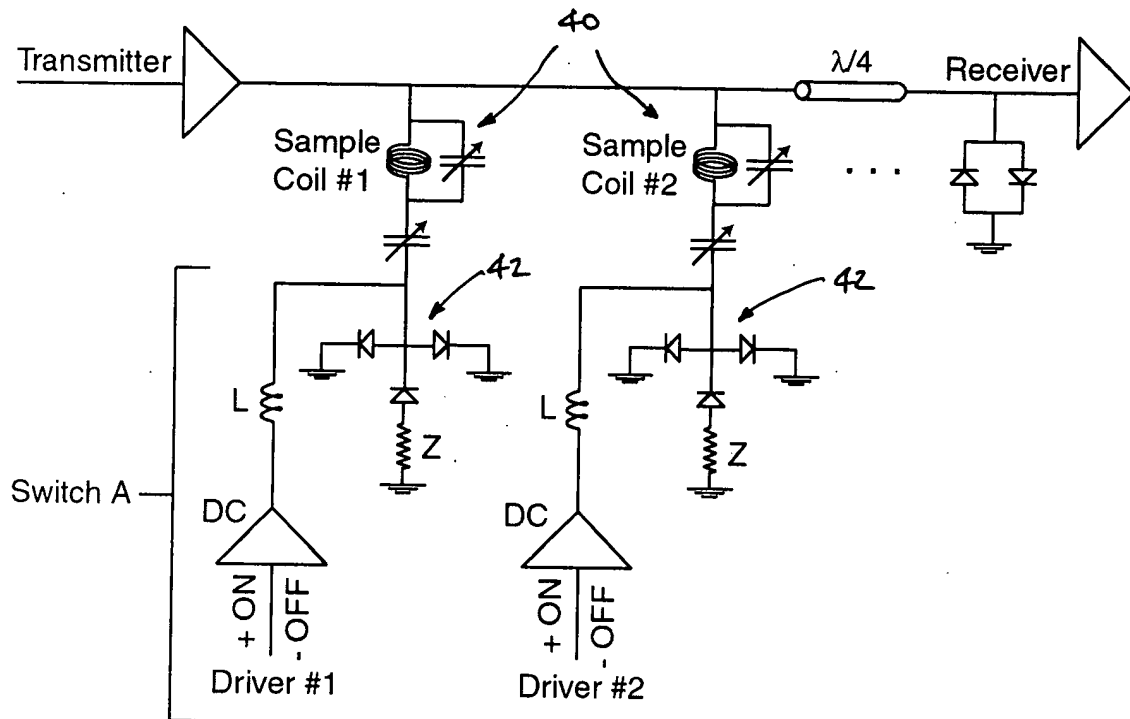 40
Transmitter
λ/4
Receiver
Sample
Coil #1
Sample
Coil #2
. . .
42
42
L
L
Z
Z
Switch A
DC
DC
+ ON
- OFF
+ ON
- OFF
Driver #1
Driver #2